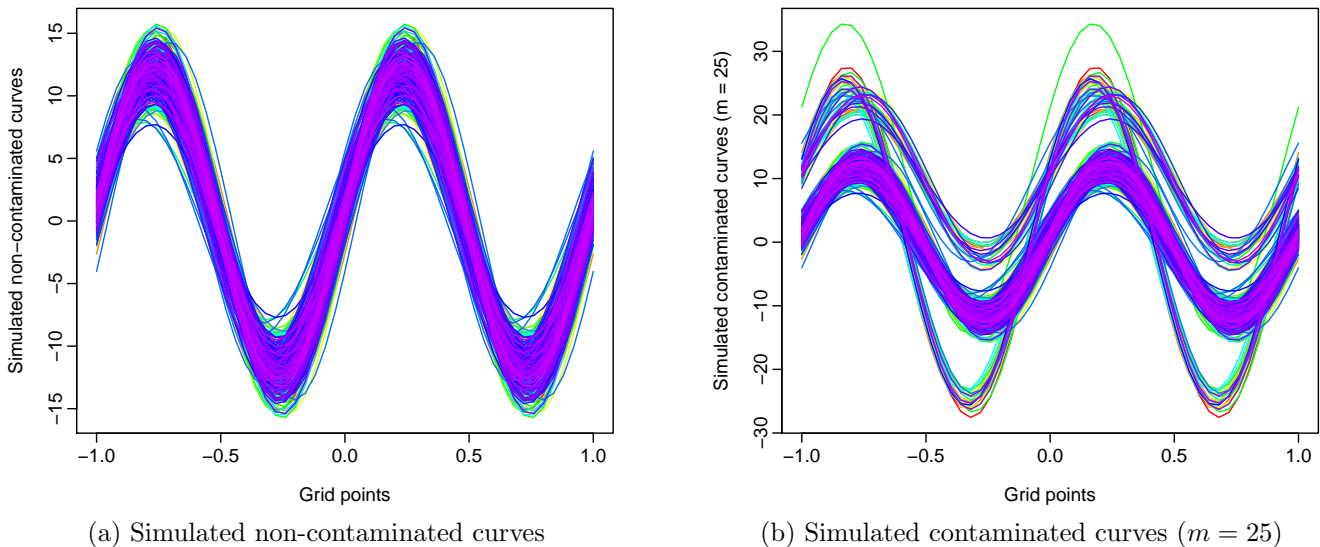 Simulated non−contaminated curves
15
10
5
0
−5
−10
−15
−1.0 −0.5 0.0 0.5 1.0
Grid points
(a) Simulated non-contaminated curves
Simulated contaminated curves (m = 25)
30
20
10
0
−10
−20
−30
−1.0 −0.5 0.0 0.5 1.0
Grid points
(b) Simulated contaminated curves (m = 25)